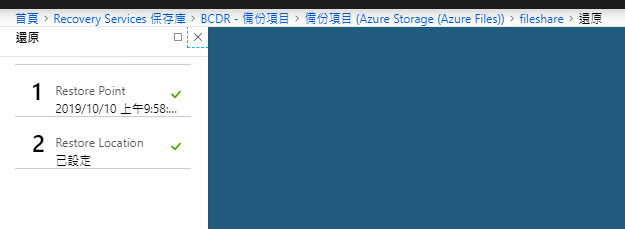 首頁 > Recovery Services 保存庫 > BCDR - 備份項目 > 備份項目 (Azure Storage (Azure Files)) > fileshare > 還原
還原
1 Restore Point
2019/10/10 上午9:58:...
2 Restore Location
已設定